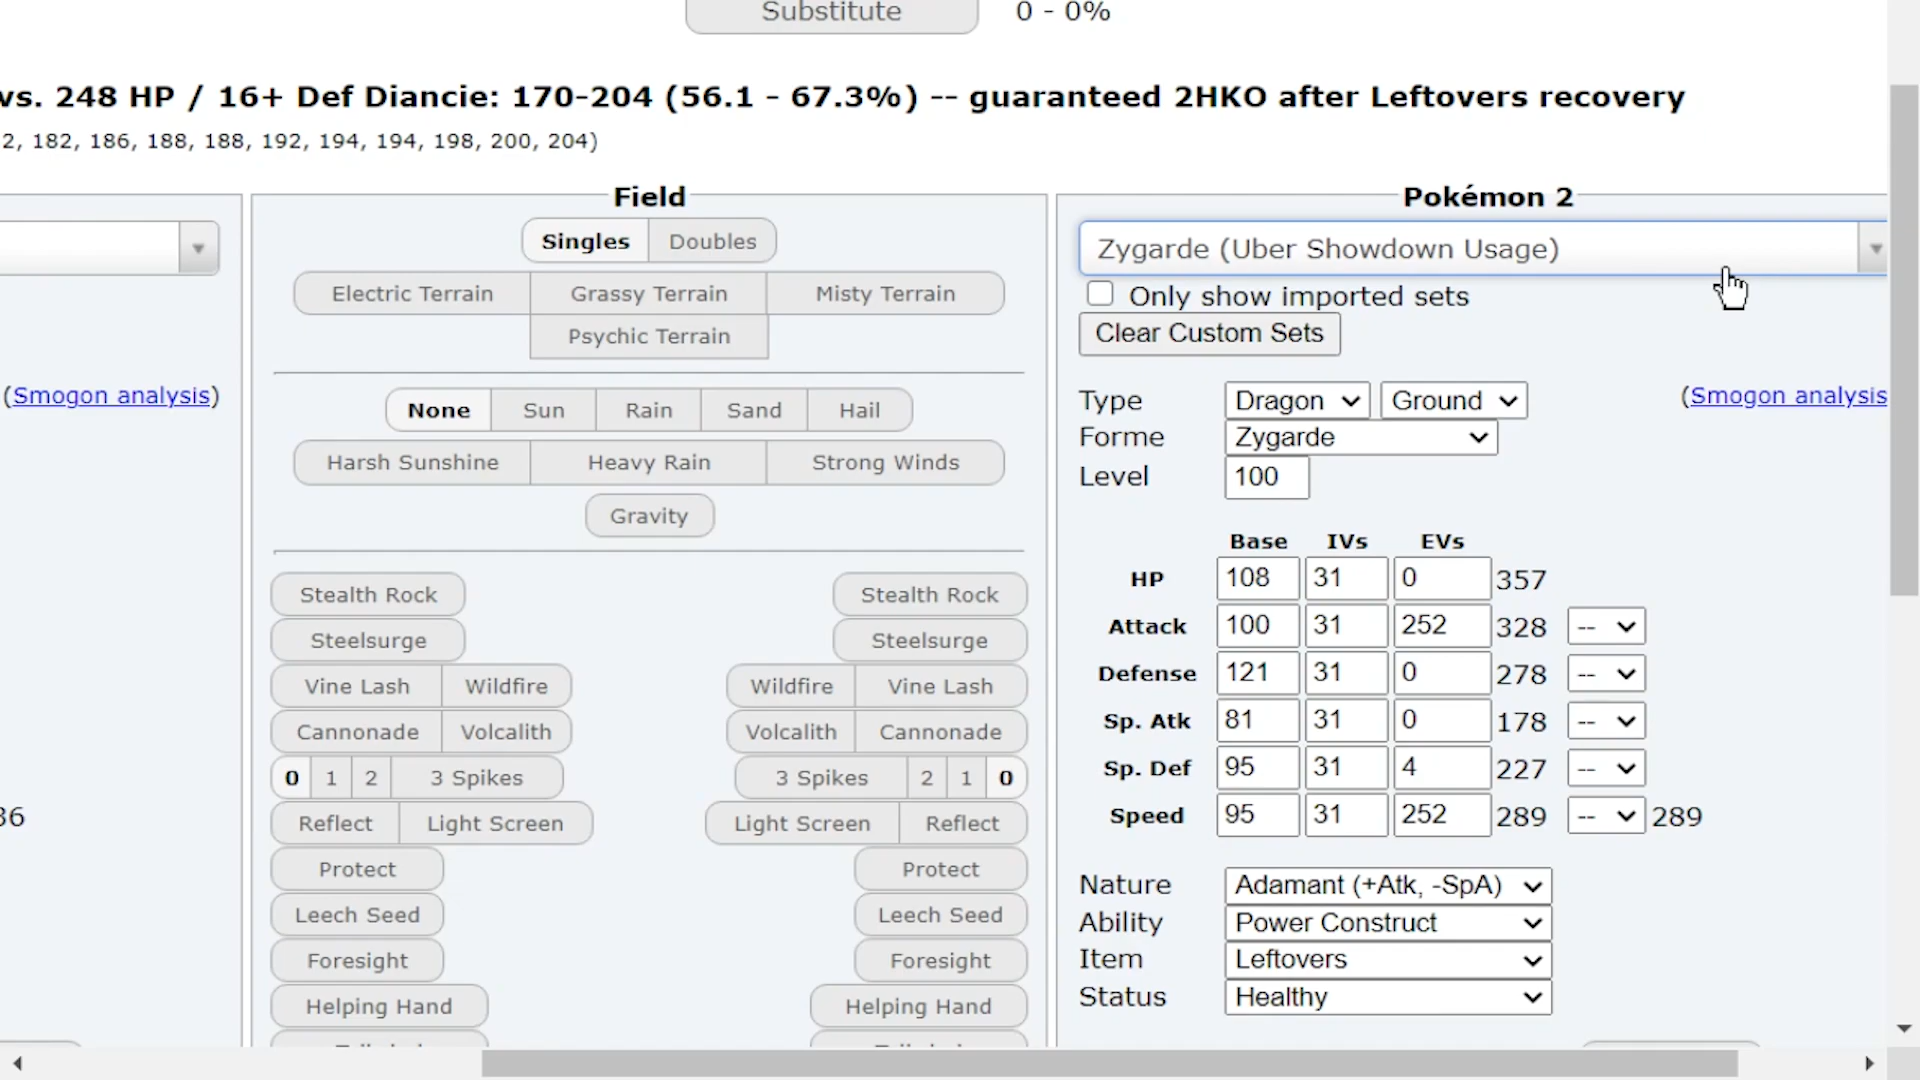 Substitute 0 - 0%
vs. 248 HP / 16+ Def Diancie: 170-204 (56.1 - 67.3%) -- guaranteed 2HKO after Leftovers recovery
2, 182, 186, 188, 188, 192, 194, 194, 198, 200, 204)
Field
Singles Doubles
Electric Terrain Grassy Terrain Misty Terrain
Psychic Terrain
(Smogon analysis)
None Sun Rain Sand Hail
Harsh Sunshine Heavy Rain Strong Winds
Gravity
Stealth Rock Stealth Rock
Steelsurge Steelsurge
Vine Lash Wildfire Wildfire Vine Lash
Cannonade Volcalith Volcalith Cannonade
0 1 2 3 Spikes 3 Spikes 2 1 0
36
Reflect Light Screen Light Screen Reflect
Protect Protect
Leech Seed Leech Seed
Foresight Foresight
Helping Hand Helping Hand
Pokémon 2
Zygarde (Uber Showdown Usage)
Only show imported sets
Clear Custom Sets
Type Dragon Ground (Smogon analysis
Forme Zygarde
Level 100
Base IVs EVs
HP 108 31 0 357
Attack 100 31 252 328 --
Defense 121 31 0 278 --
Sp. Atk 81 31 0 178 --
Sp. Def 95 31 4 227 --
Speed 95 31 252 289 -- 289
Nature Adamant (+Atk, -SpA)
Ability Power Construct
Item Leftovers
Status Healthy